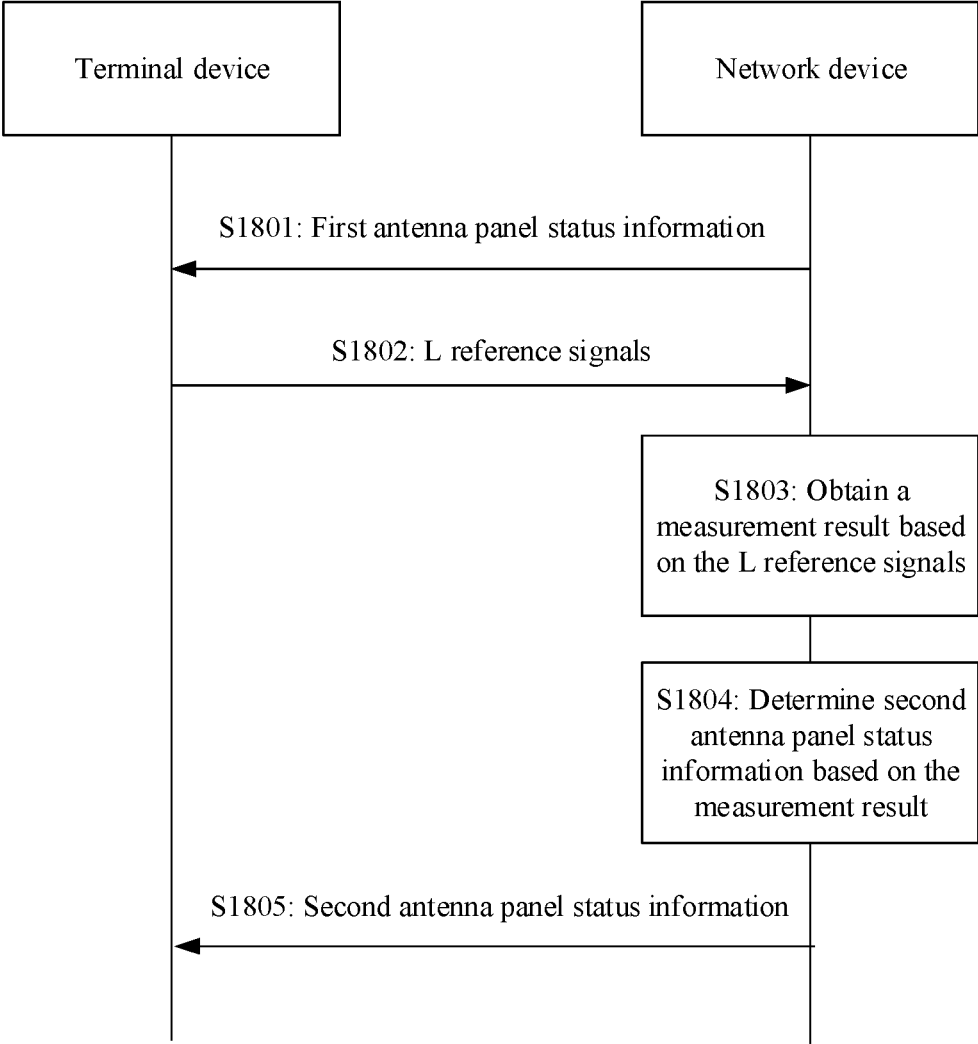 Terminal device
Network device
S1801: First antenna panel status information
S1802: L reference signals
S1803: Obtain a
measurement result based
on the L reference signals
S1804: Determine second
antenna panel status
information based on the
measurement result
S1805: Second antenna panel status information